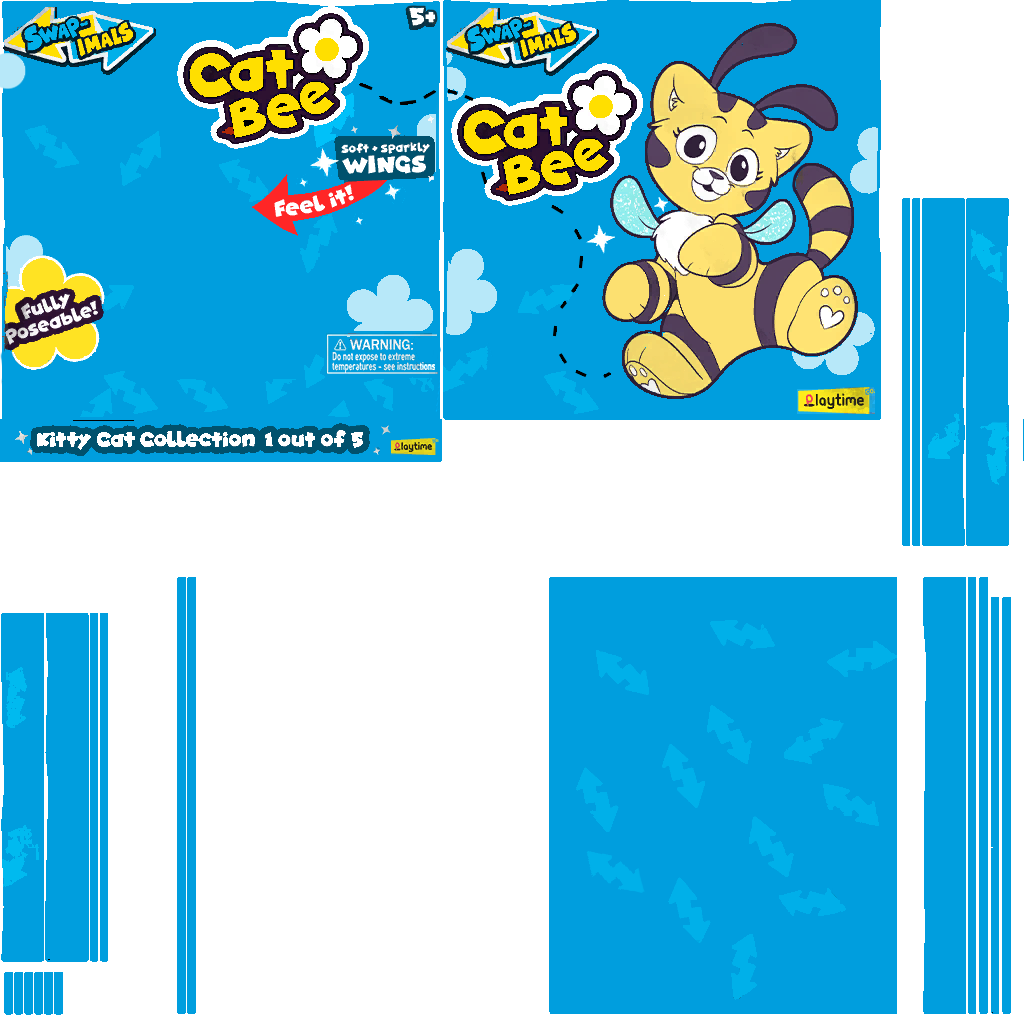 SWAP-
IMALS
5+
Cat
Bee
soft + sparkly
WINGS
Feel it!
Fully
Poseable!
⚠ WARNING:
Do not expose to extreme
temperatures - see instructions
Kitty Cat Collection 1 out of 5
Playtime
SWAP-
IMALS
Cat
Bee
Playtime